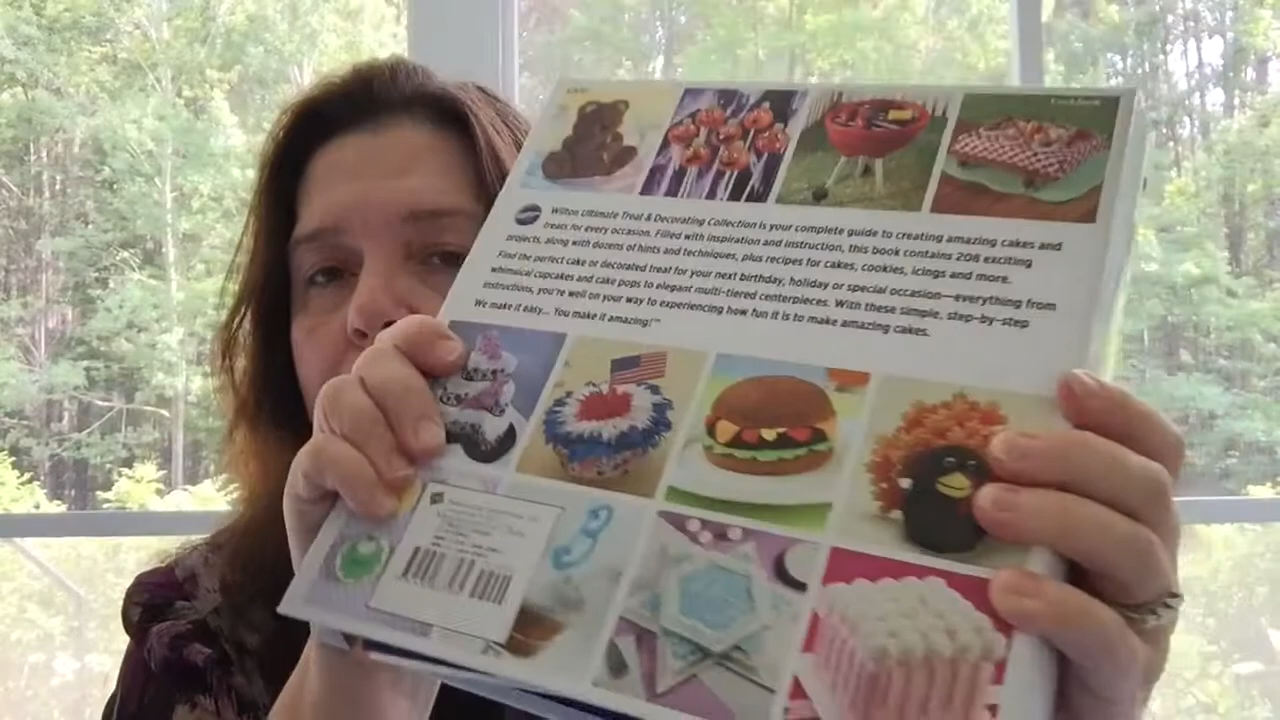 Wilton Ultimate Treat & Decorating Collection is your complete guide to creating amazing cakes and
treats for every occasion. Filled with inspiration and instruction, this book contains 208 exciting
projects, along with dozens of hints and techniques, plus recipes for cakes, cookies, icings and more.
Find the perfect cake or decorated treat for your next birthday, holiday or special occasion—everything from
whimsical cupcakes and cake pops to elegant multi-tiered centerpieces. With these simple, step-by-step
instructions, you're well on your way to experiencing how fun it is to make amazing cakes.
We make it easy... You make it amazing!™